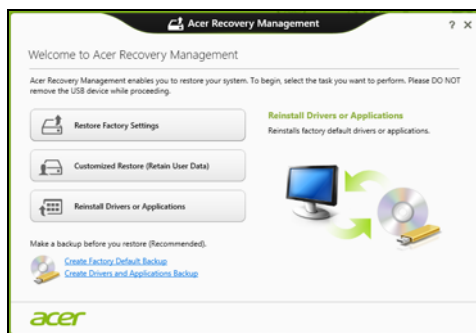 Acer Recovery Management
? ×
Welcome to Acer Recovery Management
Acer Recovery Management enables you to restore your system. To begin, select the task you want to perform. Please DO NOT
remove the USB device while proceeding.
Restore Factory Settings
Reinstall Drivers or Applications
Reinstalls factory default drivers or applications.
Customized Restore (Retain User Data)
Reinstall Drivers or Applications
Make a backup before you restore (Recommended).
Create Factory Default Backup
Create Drivers and Applications Backup
acer